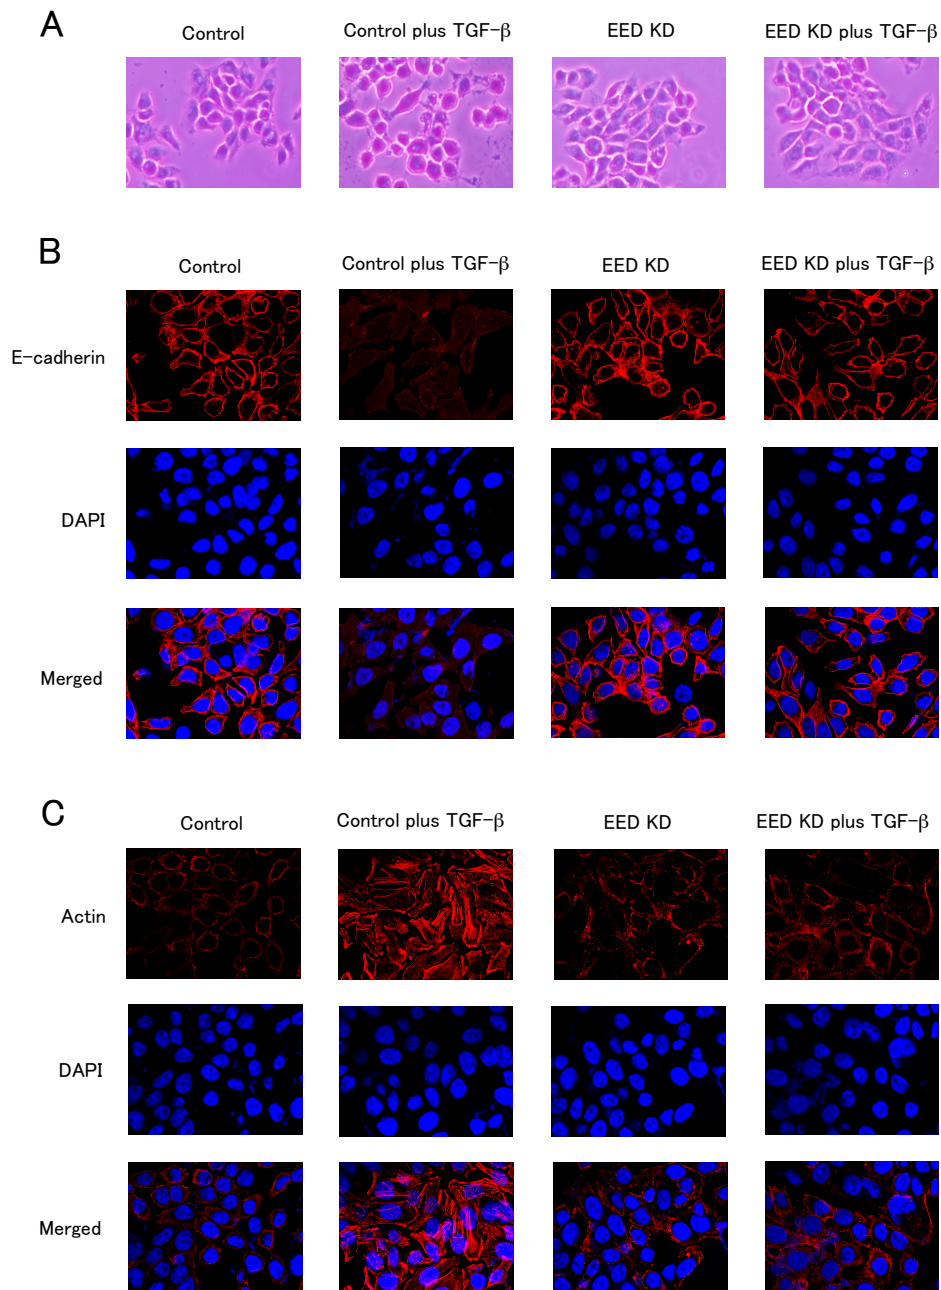 A
Control
Control plus TGF-β
EED KD
EED KD plus TGF-β
B
Control
Control plus TGF-β
EED KD
EED KD plus TGF-β
E-cadherin
DAPI
Merged
C
Control
Control plus TGF-β
EED KD
EED KD plus TGF-β
Actin
DAPI
Merged